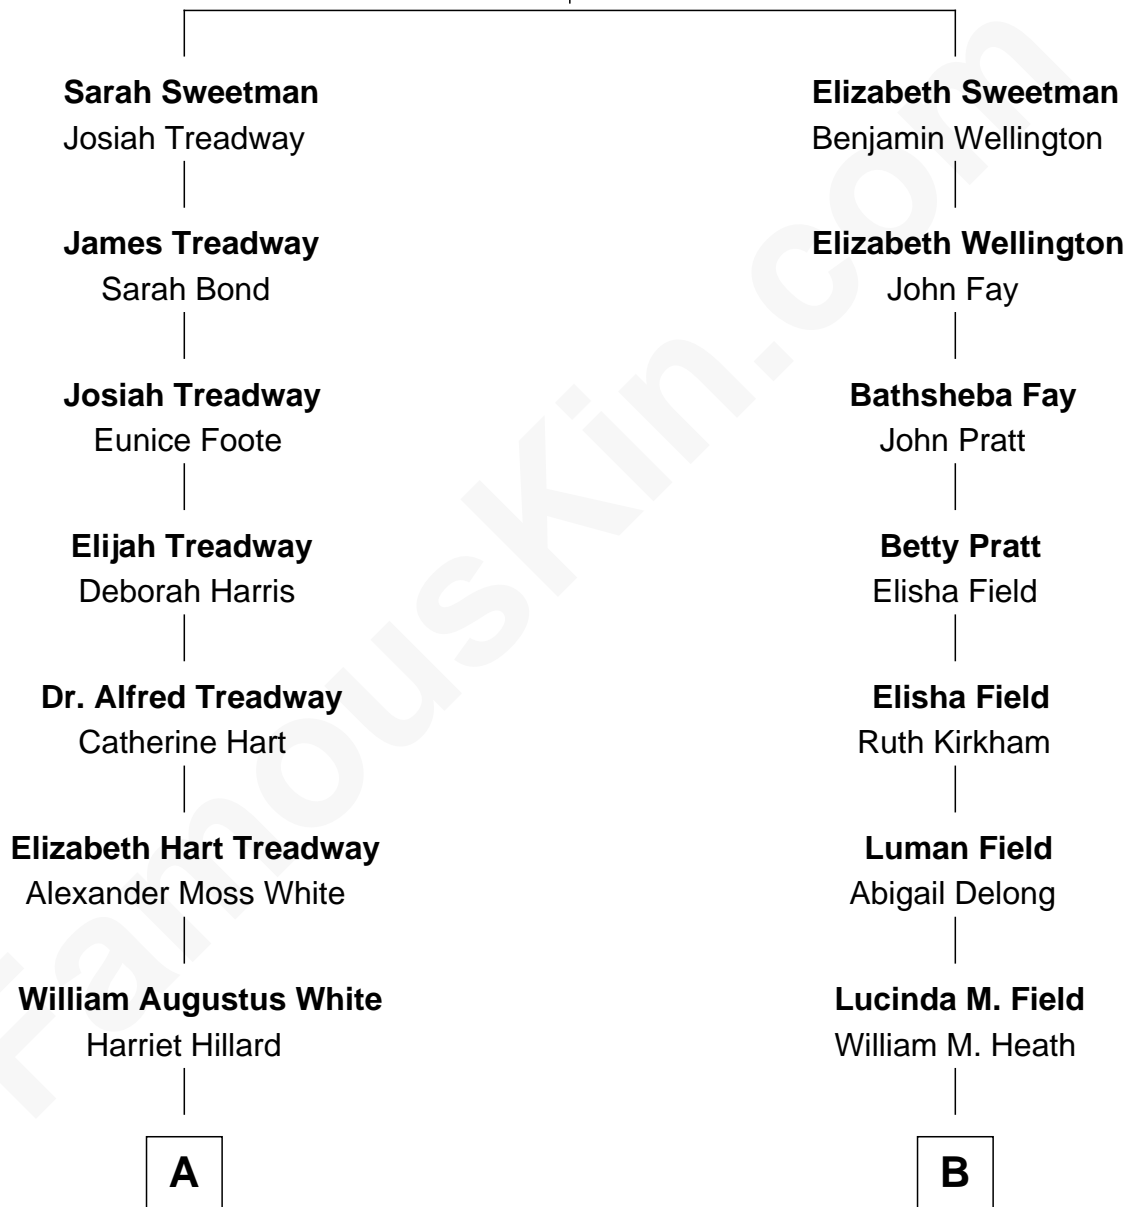 Sarah Sweetman
Josiah Treadway
James Treadway
Sarah Bond
Josiah Treadway
Eunice Foote
Elijah Treadway
Deborah Harris
Dr. Alfred Treadway
Catherine Hart
Elizabeth Hart Treadway
Alexander Moss White
William Augustus White
Harriet Hillard
A
Elizabeth Sweetman
Benjamin Wellington
Elizabeth Wellington
John Fay
Bathsheba Fay
John Pratt
Betty Pratt
Elisha Field
Elisha Field
Ruth Kirkham
Luman Field
Abigail Delong
Lucinda M. Field
William M. Heath
B
FamousKin.com